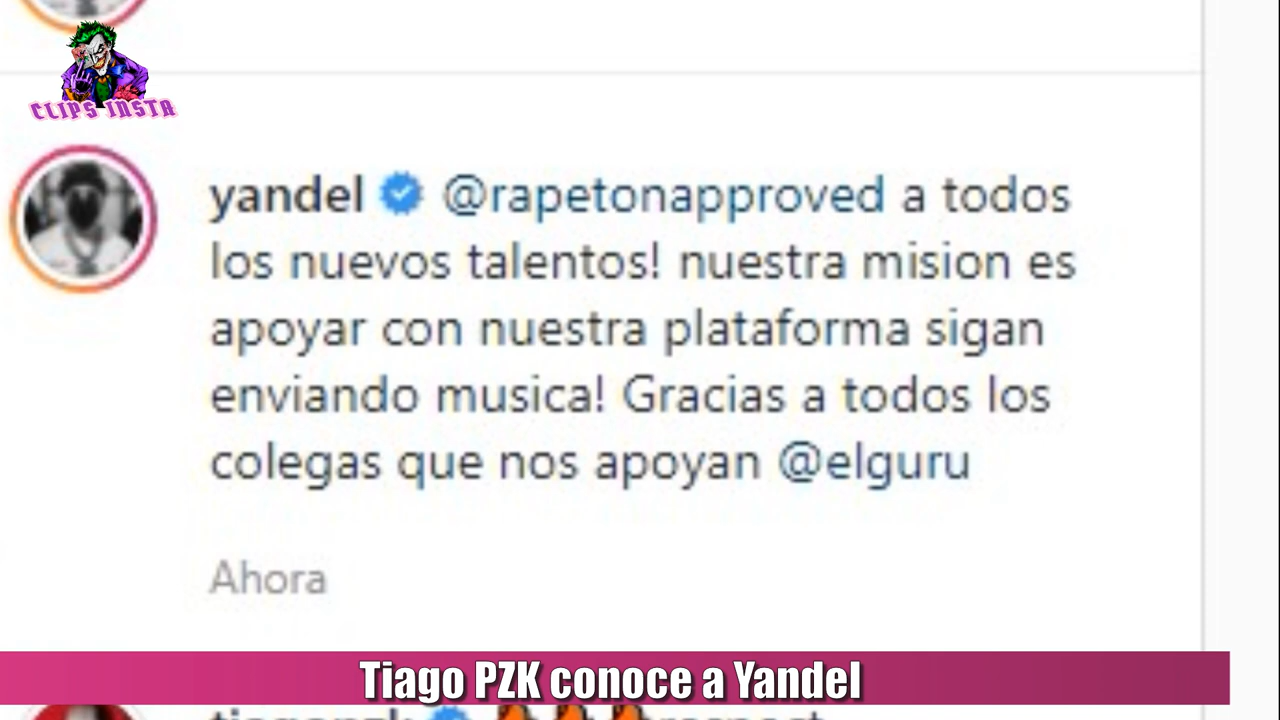 CLIPS INSTA
yandel @rapetonapproved a todos
los nuevos talentos! nuestra mision es
apoyar con nuestra plataforma sigan
enviando musica! Gracias a todos los
colegas que nos apoyan @elguru
Ahora
Tiago PZK conoce a Yandel